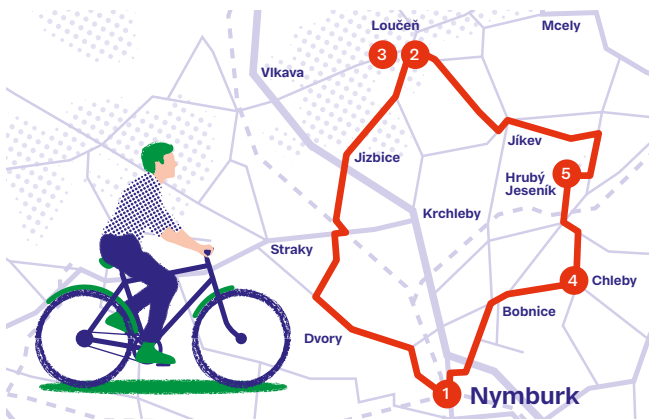 Loučeň
Mcely
3
2
Vlkava
Jíkev
Jizbice
5
Hrubý
Jeseník
Krchleby
Straky
4
Chleby
Bobnice
Dvory
1
Nymburk